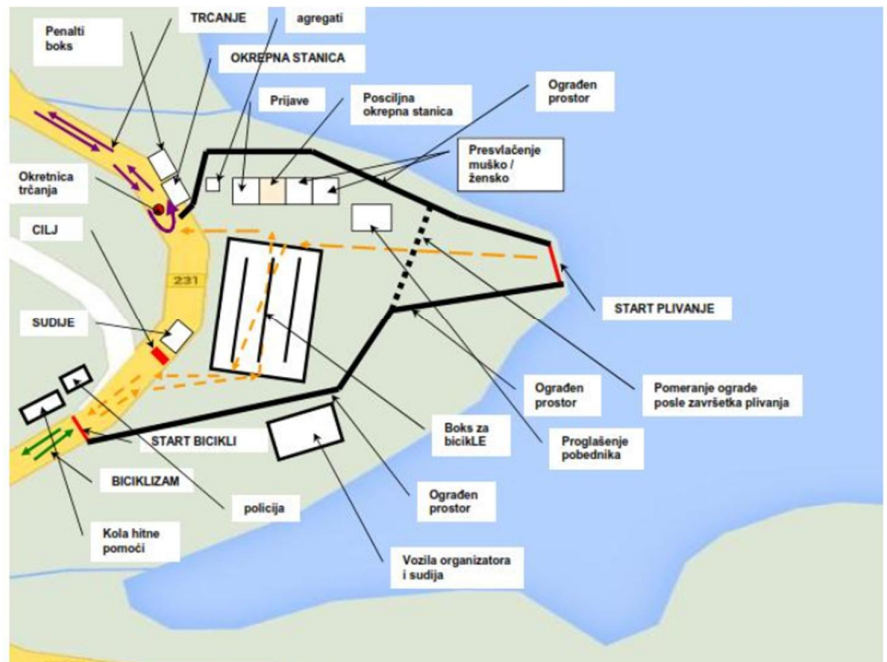 TRČANJE
agregati
Penalti
boks
OKREPNA STANICA
Prijave
Posciljna
okrepna stanica
Ograđen
prostor
Presvlačenje
muško /
žensko
Okretnica
trčanja
CILJ
231
SUDIJE
START PLIVANJE
Ograđen
prostor
Pomeranje ograde
posle završetka plivanja
Boks za
bicikLE
Proglašenje
pobednika
START BICIKLI
BICIKLIZAM
Ograđen
prostor
policija
Kola hitne
pomoći
Vozila organizatora
i sudija